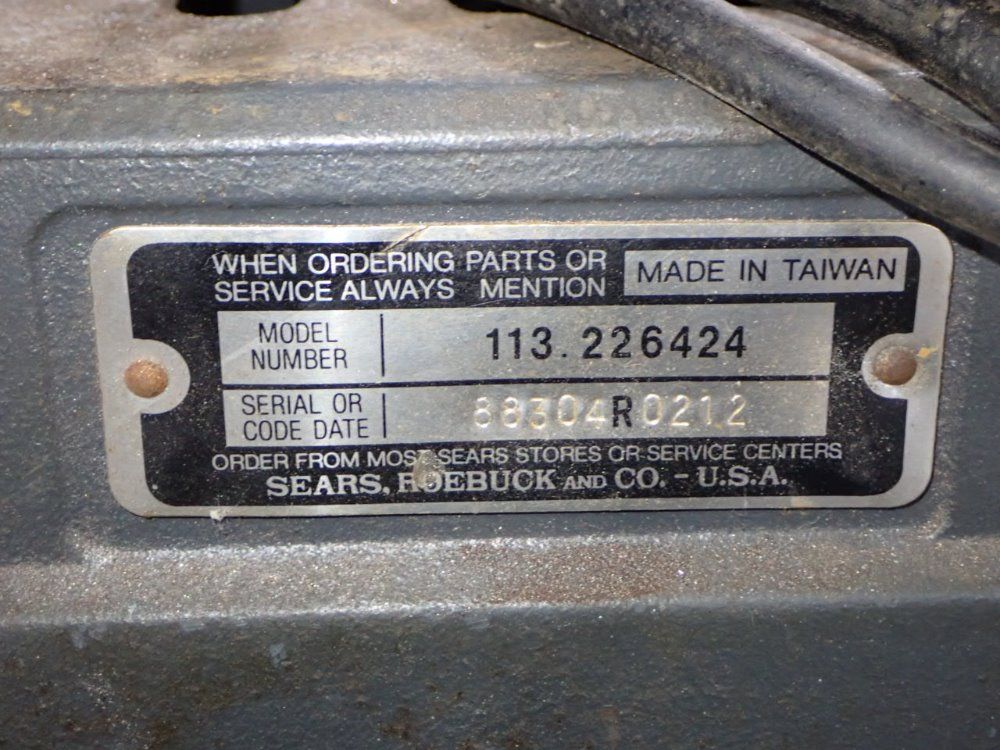 WHEN ORDERING PARTS OR
SERVICE ALWAYS MENTION
MADE IN TAIWAN
MODEL
NUMBER
113.226424
SERIAL OR
CODE DATE
88304R0212
ORDER FROM MOST SEARS STORES OR SERVICE CENTERS
SEARS, ROEBUCK AND CO. - U.S.A.